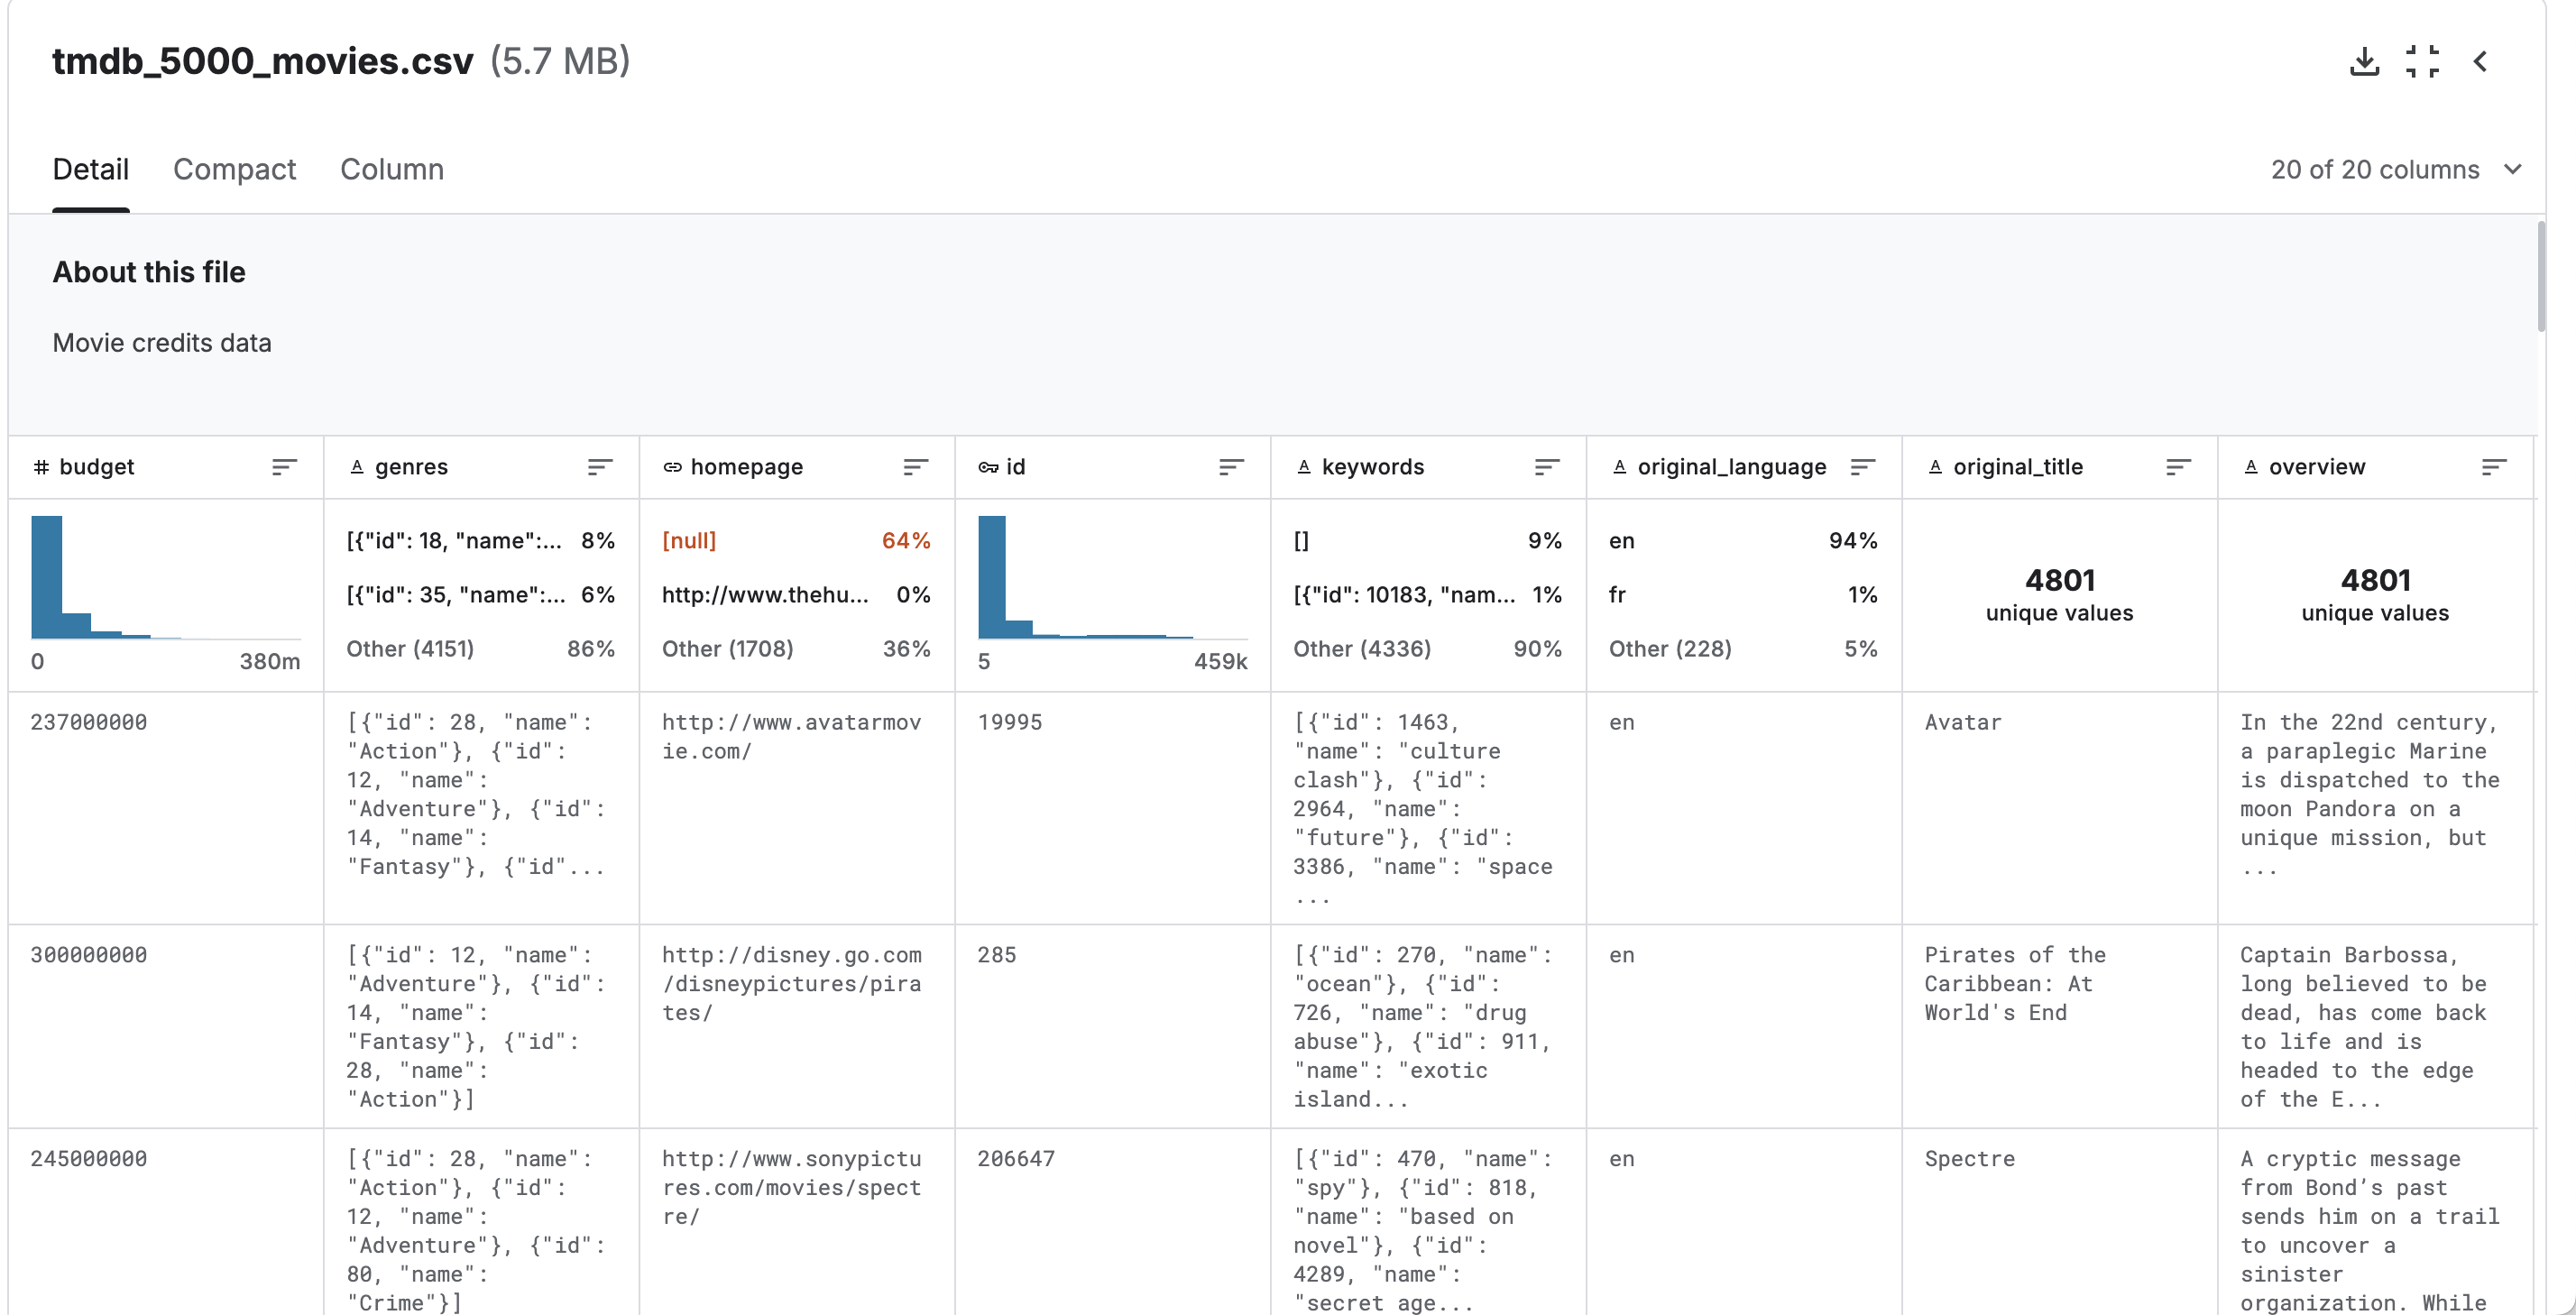 tmdb_5000_movies.csv (5.7 MB)
Detail Compact Column
20 of 20 columns
About this file
Movie credits data
# budget
A genres
homepage
id
A keywords
A original_language
A original_title
A overview
0 380m
[{"id": 18, "name":... 8%
[{"id": 35, "name":... 6%
Other (4151) 86%
[null] 64%
http://www.thehu... 0%
Other (1708) 36%
5 459k
[] 9%
[{"id": 10183, "nam... 1%
Other (4336) 90%
en 94%
fr 1%
Other (228) 5%
4801
unique values
4801
unique values
237000000
[{"id": 28, "name":
"Action"}, {"id":
12, "name":
"Adventure"}, {"id":
14, "name":
"Fantasy"}, {"id"...
http://www.avatarmov
ie.com/
19995
[{"id": 1463,
"name": "culture
clash"}, {"id":
2964, "name":
"future"}, {"id":
3386, "name": "space
...
en
Avatar
In the 22nd century,
a paraplegic Marine
is dispatched to the
moon Pandora on a
unique mission, but
...
300000000
[{"id": 12, "name":
"Adventure"}, {"id":
14, "name":
"Fantasy"}, {"id":
28, "name":
"Action"}]
http://disney.go.com
/disneypictures/pira
tes/
285
[{"id": 270, "name":
"ocean"}, {"id":
726, "name": "drug
abuse"}, {"id": 911,
"name": "exotic
island...
en
Pirates of the
Caribbean: At
World's End
Captain Barbossa,
long believed to be
dead, has come back
to life and is
headed to the edge
of the E...
245000000
[{"id": 28, "name":
"Action"}, {"id":
12, "name":
"Adventure"}, {"id":
80, "name":
"Crime"}]
http://www.sonypictu
res.com/movies/spect
re/
206647
[{"id": 470, "name":
"spy"}, {"id": 818,
"name": "based on
novel"}, {"id":
4289, "name":
"secret age...
en
Spectre
A cryptic message
from Bond’s past
sends him on a trail
to uncover a
sinister
organization. While